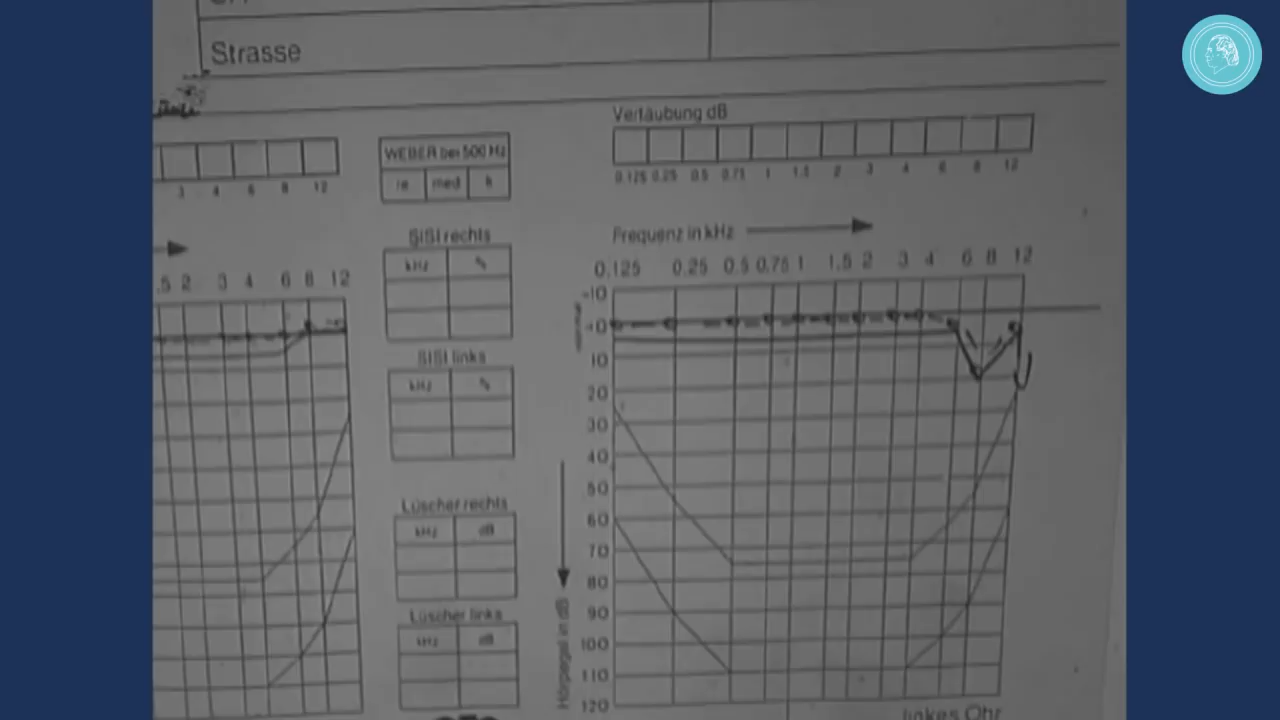 Strasse
Vertäubung dB
WEBER bei 500 Hz
re med li
3 4 6 8 12
0.125 0.25 0.5 0.75 1 1.5 2 3 4 6 8 12
SISI rechts
kHz %
Frequenz in kHz
.5 2 3 4 6 8 12
0,125 0,25 0,5 0,75 1 1,5 2 3 4 6 8 12
-10
0
10
20
30
40
50
60
70
80
90
100
110
120
SISI links
kHz %
Lüscher rechts
kHz dB
Lüscher links
kHz dB
Hörpegel in dB
linkes Ohr